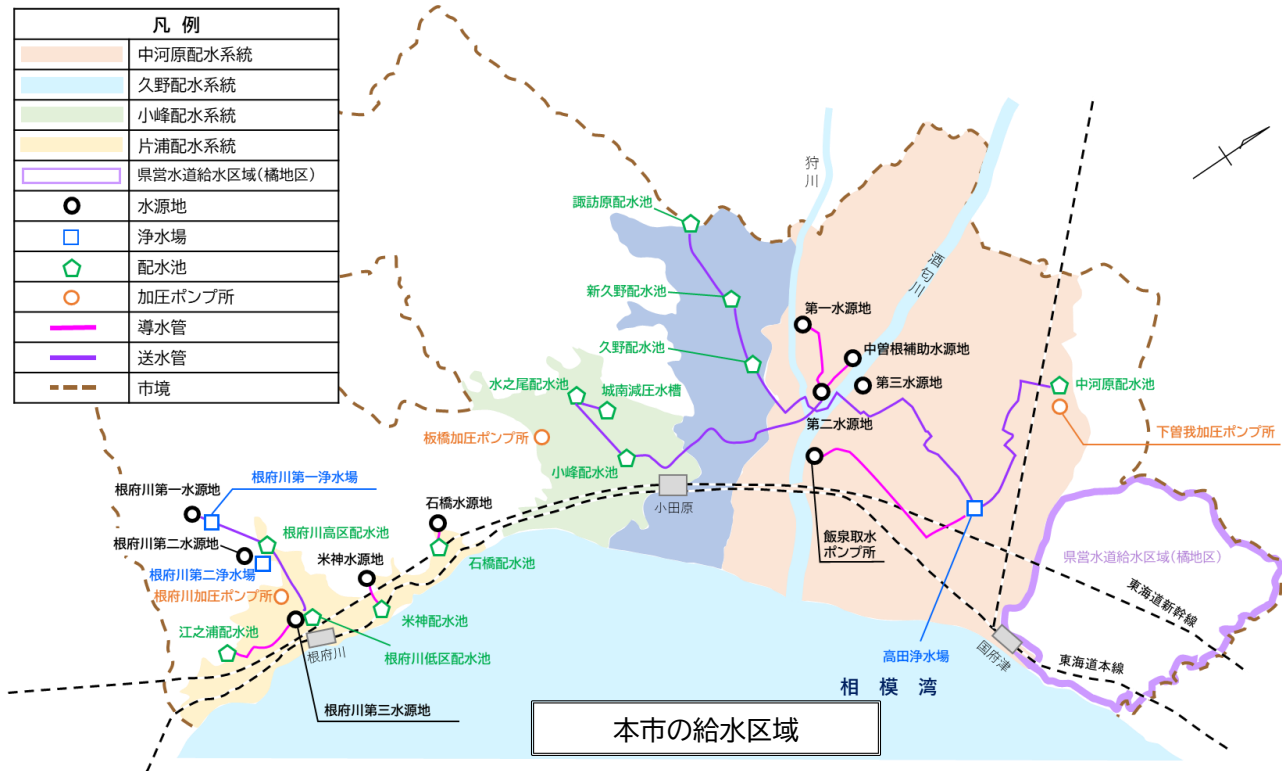 凡 例
中河原配水系統
久野配水系統
小峰配水系統
片浦配水系統
県営水道給水区域(橘地区)
水源地
浄水場
配水池
加圧ポンプ所
導水管
送水管
市境
狩川
酒匂川
諏訪原配水池
新久野配水池
久野配水池
第一水源地
中曽根補助水源地
第三水源地
第二水源地
水之尾配水池
城南減圧水槽
板橋加圧ポンプ所
小峰配水池
小田原
中河原配水池
下曽我加圧ポンプ所
飯泉取水
ポンプ所
高田浄水場
県営水道給水区域(橘地区)
東海道新幹線
東海道本線
国府津
相 模 湾
根府川第一水源地
根府川第一浄水場
根府川高区配水池
根府川第二水源地
根府川第二浄水場
根府川加圧ポンプ所
江之浦配水池
石橋水源地
石橋配水池
米神水源地
米神配水池
根府川
根府川低区配水池
根府川第三水源地
本市の給水区域